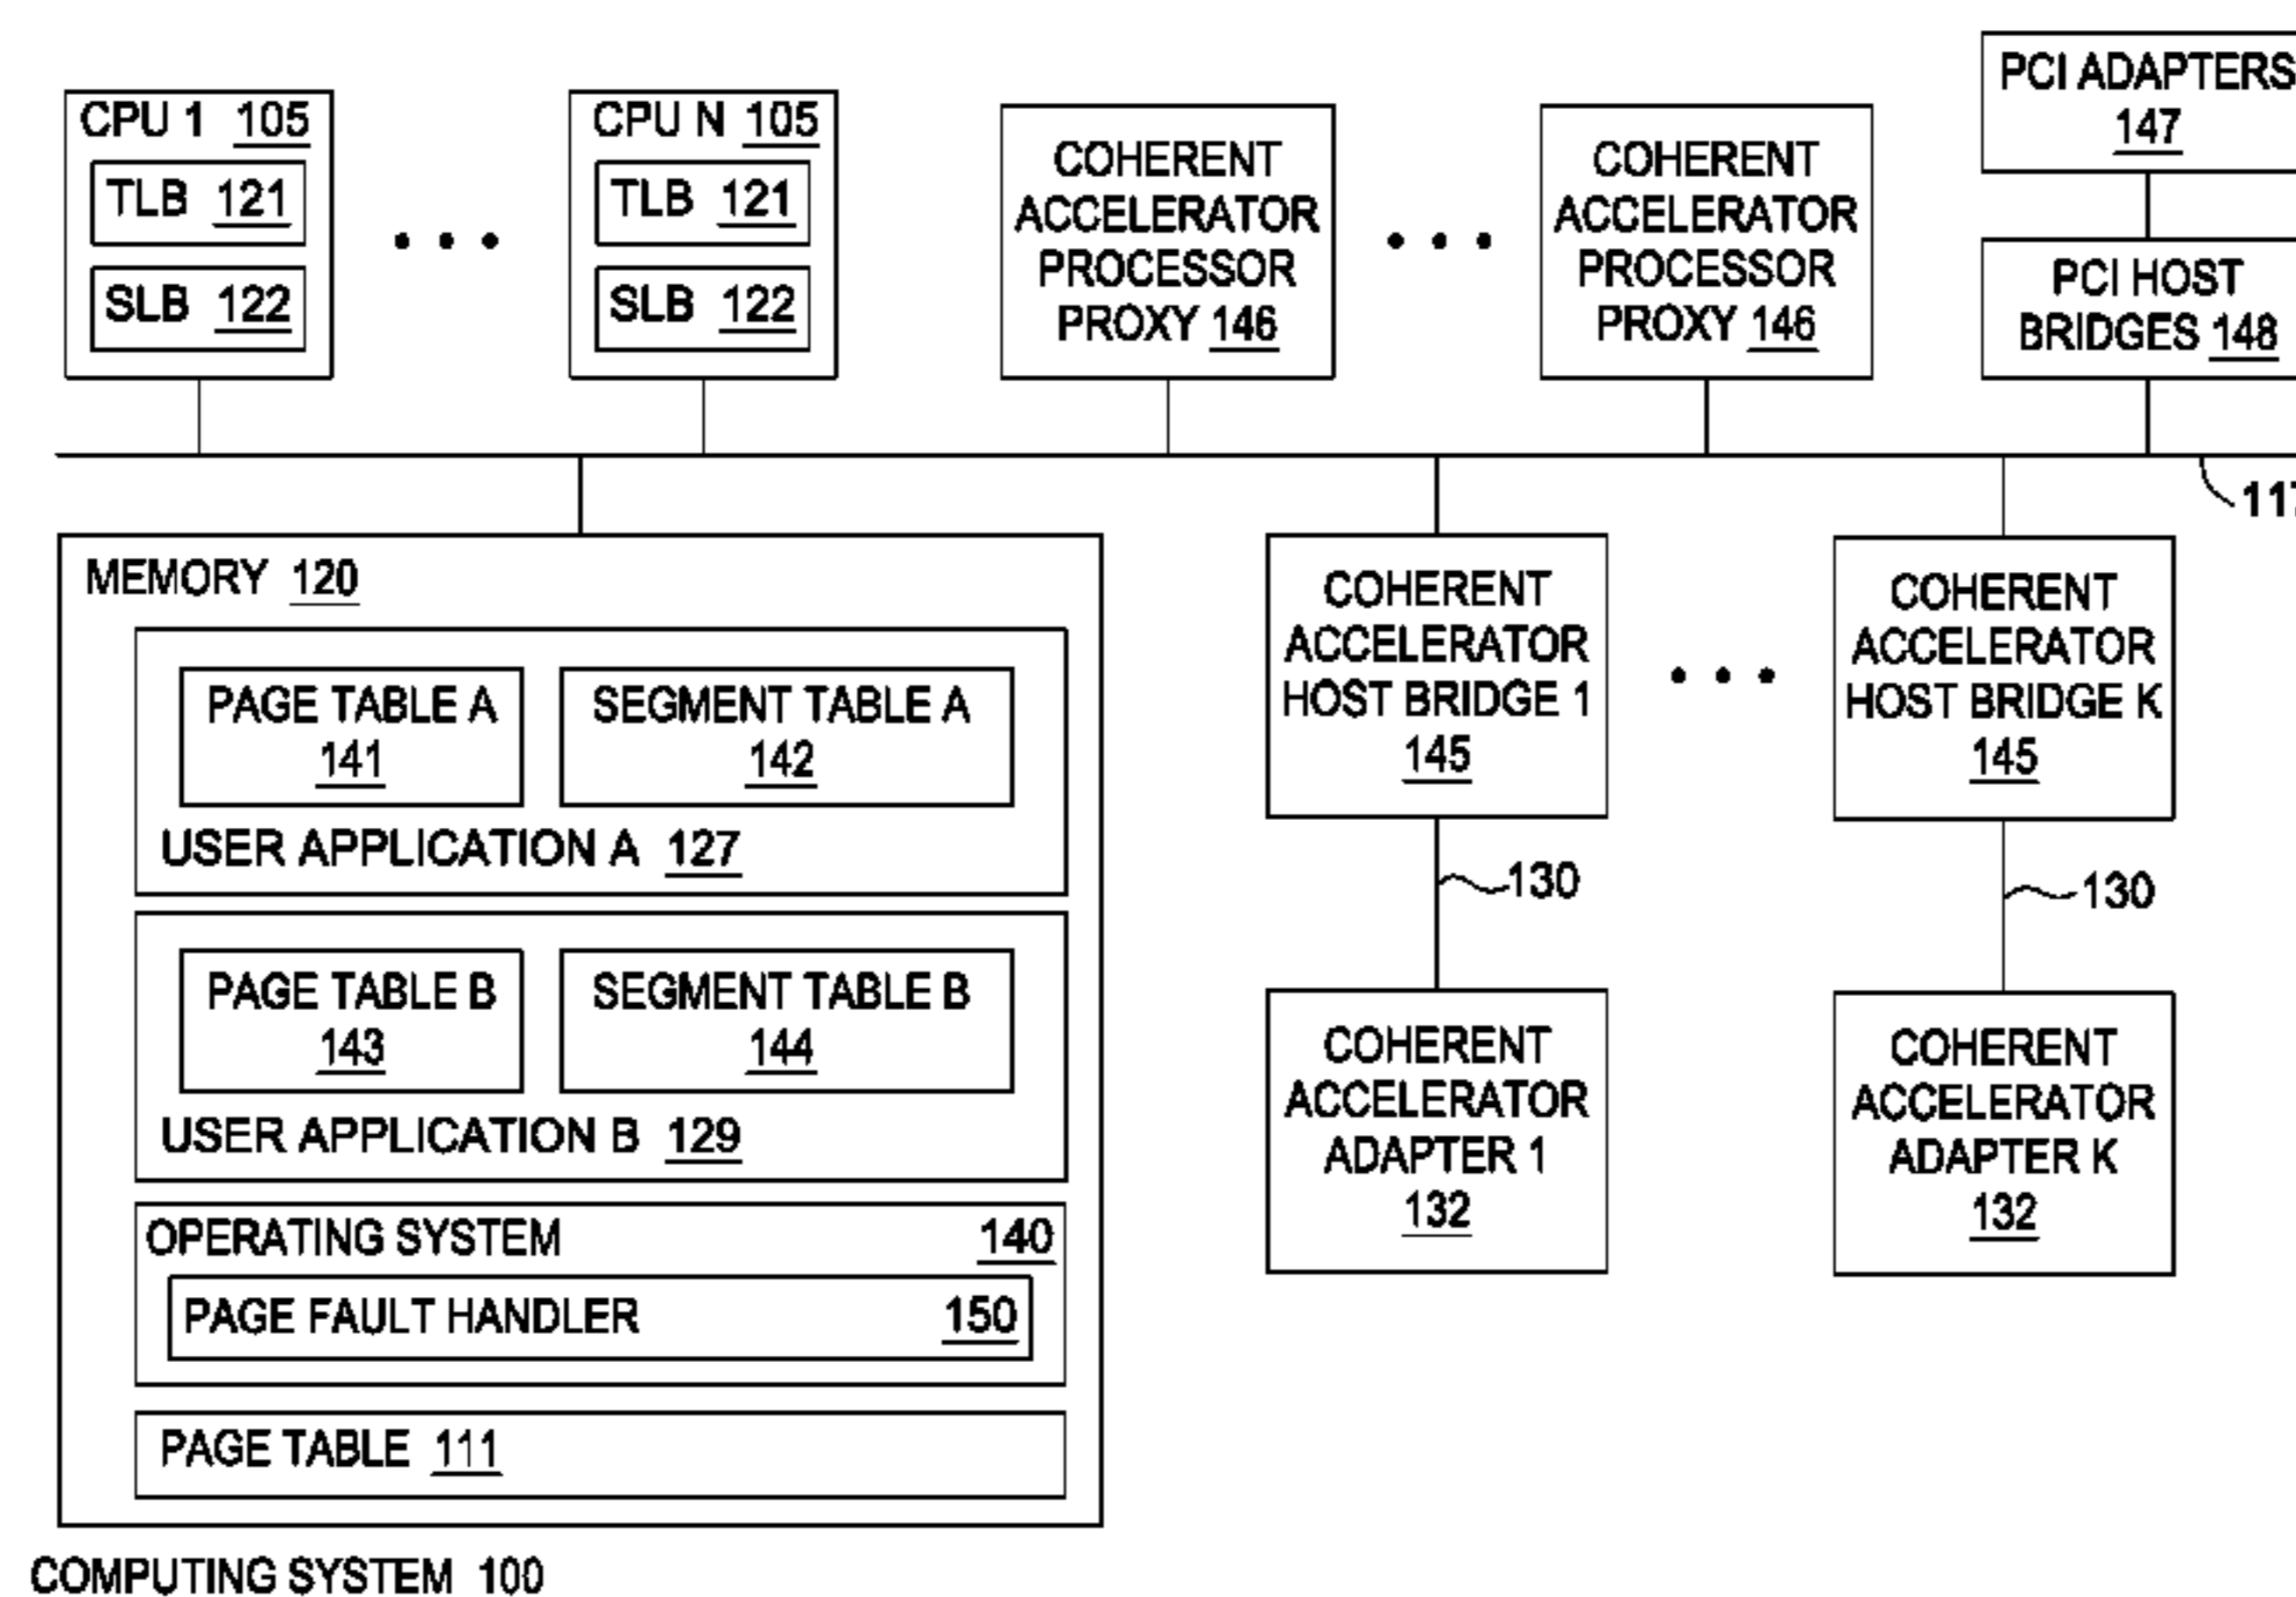 CPU 1 105
TLB 121
SLB 122
CPU N 105
TLB 121
SLB 122
COHERENT
ACCELERATOR
PROCESSOR
PROXY 146
COHERENT
ACCELERATOR
PROCESSOR
PROXY 146
PCI ADAPTERS
147
PCI HOST
BRIDGES 148
MEMORY 120
PAGE TABLE A
141
SEGMENT TABLE A
142
USER APPLICATION A 127
PAGE TABLE B
143
SEGMENT TABLE B
144
USER APPLICATION B 129
OPERATING SYSTEM 140
PAGE FAULT HANDLER 150
PAGE TABLE 111
COHERENT
ACCELERATOR
HOST BRIDGE 1
145
130
COHERENT
ACCELERATOR
ADAPTER 1
132
COHERENT
ACCELERATOR
HOST BRIDGE K
145
130
COHERENT
ACCELERATOR
ADAPTER K
132
COMPUTING SYSTEM 100